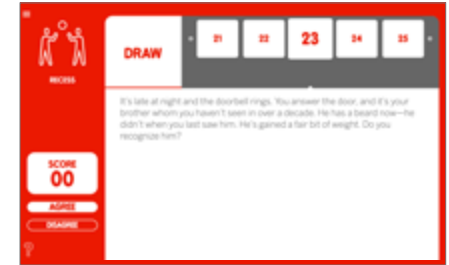 RECESS
DRAW
21
22
23
24
25
It's late at night and the doorbell rings. You answer the door, and it's your
brother whom you haven't seen in over a decade. He has a beard now—he
didn't when you last saw him. He's gained a fair bit of weight. Do you
recognize him?
SCORE
00
AGREE
DISAGREE
?